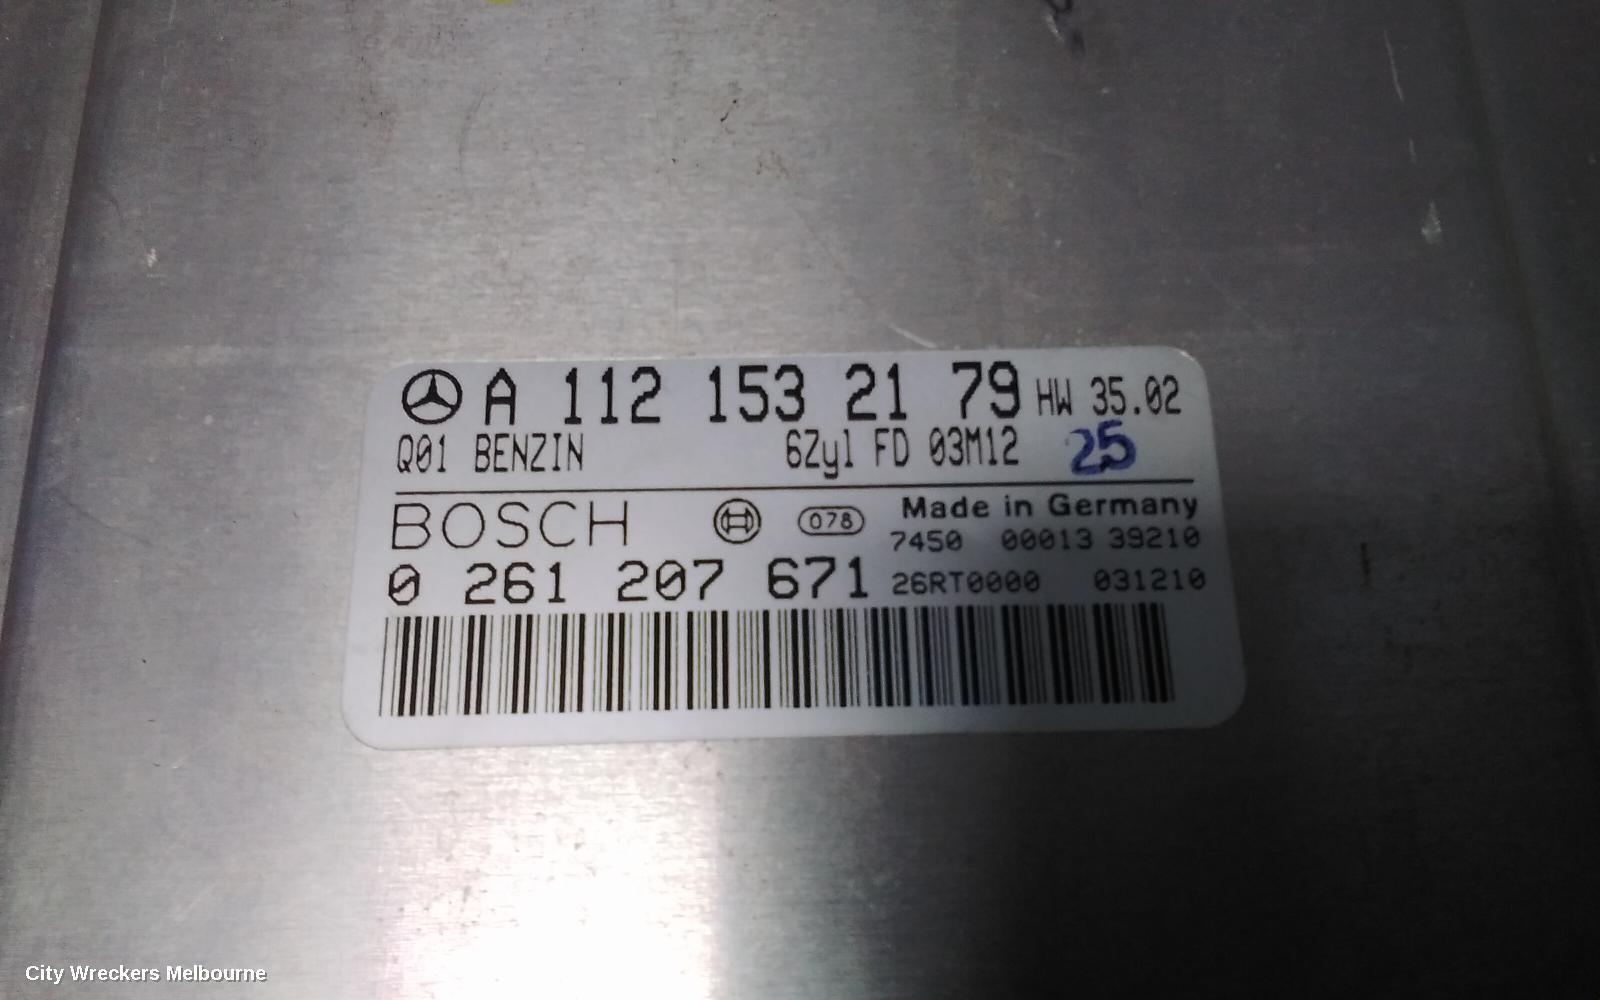 A 112 153 21 79 HW 35.02
Q01 BENZIN 6Zyl FD 03M12 25
BOSCH 078 Made in Germany
7450 00013 39210
0 261 207 671 26RT0000 031210
City Wreckers Melbourne